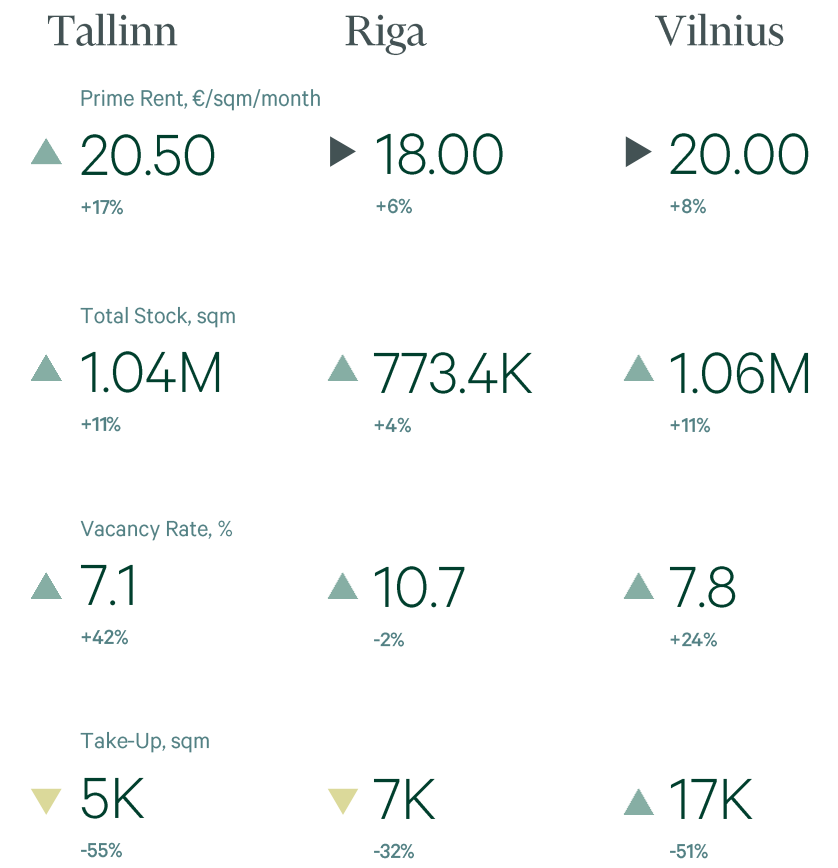 Tallinn Riga Vilnius
Prime Rent, €/sqm/month
20.50 18.00 20.00
+17% +6% +8%
Total Stock, sqm
1.04M 773.4K 1.06M
+11% +4% +11%
Vacancy Rate, %
7.1 10.7 7.8
+42% -2% +24%
Take-Up, sqm
5K 7K 17K
-55% -32% -51%